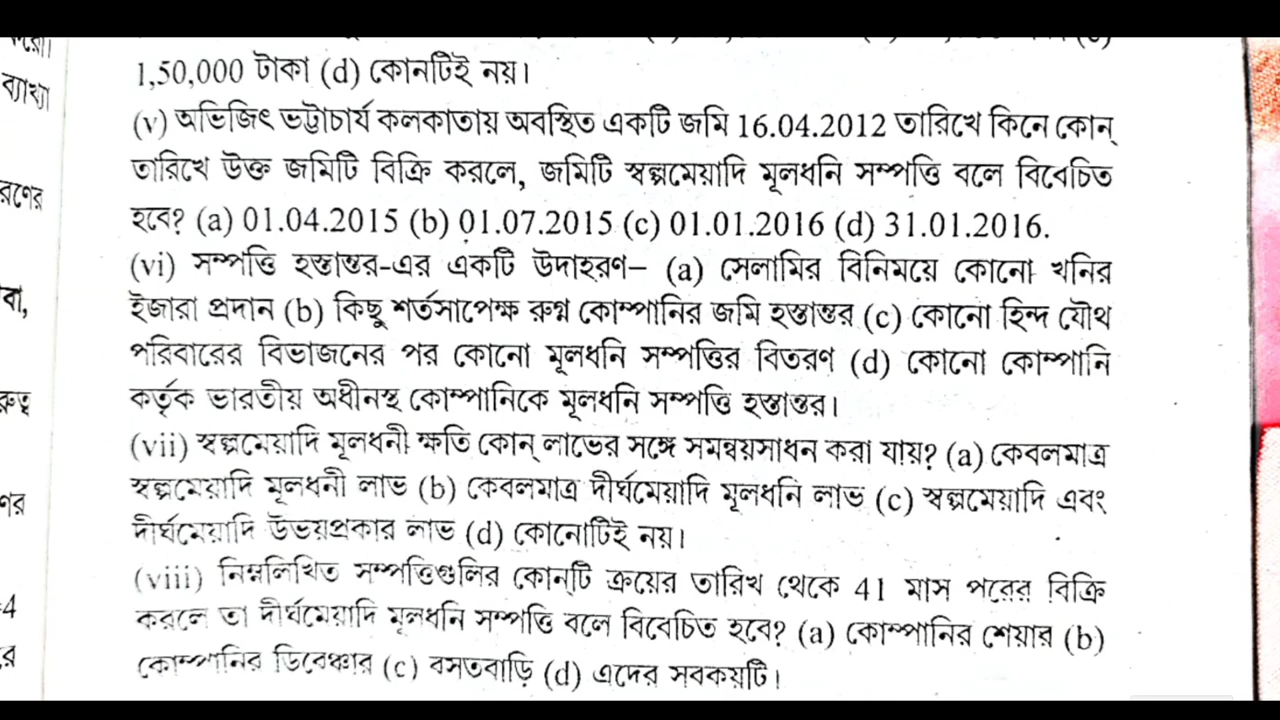 করো।
ব্যাখ্যা
রণের
বা,
রুত্ব
ণর
4
র
1,50,000 টাকা (d) কোনটিই নয়।
(v) অভিজিৎ ভট্টাচার্য কলকাতায় অবস্থিত একটি জমি 16.04.2012 তারিখে কিনে কোন্
তারিখে উক্ত জমিটি বিক্রি করলে, জমিটি স্বল্পমেয়াদি মূলধনি সম্পত্তি বলে বিবেচিত
হবে? (a) 01.04.2015 (b) 01.07.2015 (c) 01.01.2016 (d) 31.01.2016.
(vi) সম্পত্তি হস্তান্তর-এর একটি উদাহরণ– (a) সেলামির বিনিময়ে কোনো খনির
ইজারা প্রদান (b) কিছু শর্তসাপেক্ষ রুগ্ন কোম্পানির জমি হস্তান্তর (c) কোনো হিন্দ যৌথ
পরিবারের বিভাজনের পর কোনো মূলধনি সম্পত্তির বিতরণ (d) কোনো কোম্পানি
কর্তৃক ভারতীয় অধীনস্থ কোম্পানিকে মূলধনি সম্পত্তি হস্তান্তর।
(vii) স্বল্পমেয়াদি মূলধনী ক্ষতি কোন্ লাভের সঙ্গে সমন্বয়সাধন করা যায়? (a) কেবলমাত্র
স্বল্পমেয়াদি মূলধনী লাভ (b) কেবলমাত্র দীর্ঘমেয়াদি মূলধনি লাভ (c) স্বল্পমেয়াদি এবং
দীর্ঘমেয়াদি উভয়প্রকার লাভ (d) কোনোটিই নয়।
(viii) নিম্নলিখিত সম্পত্তিগুলির কোন্‌টি ক্রয়ের তারিখ থেকে 41 মাস পরের বিক্রি
করলে তা দীর্ঘমেয়াদি মূলধনি সম্পত্তি বলে বিবেচিত হবে? (a) কোম্পানির শেয়ার (b)
কোম্পানির ডিবেঞ্চার (c) বসতবাড়ি (d) এদের সবকয়টি।